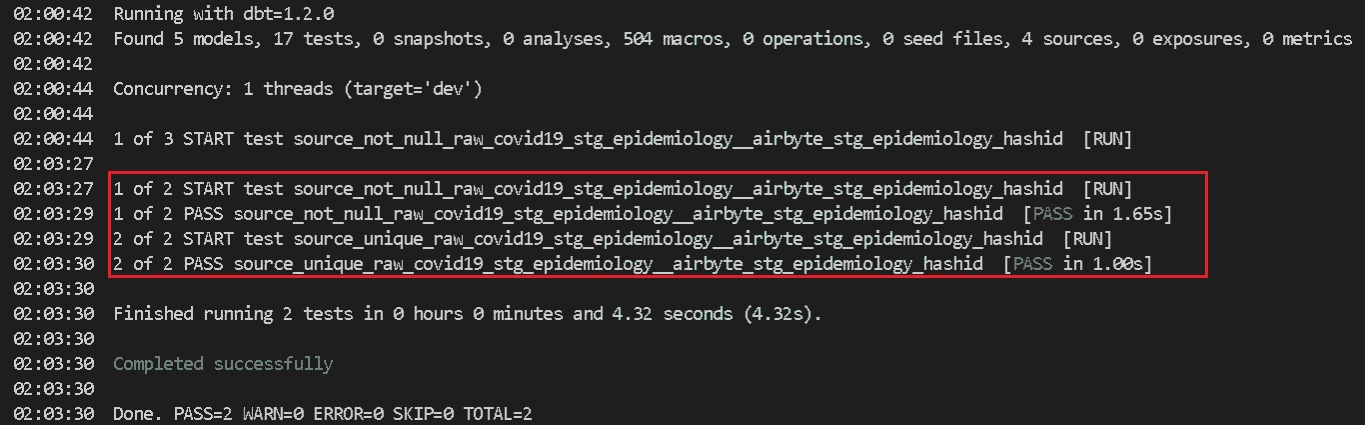 02:00:42 Running with dbt=1.2.0
02:00:42 Found 5 models, 17 tests, 0 snapshots, 0 analyses, 504 macros, 0 operations, 0 seed files, 4 sources, 0 exposures, 0 metrics
02:00:42
02:00:44 Concurrency: 1 threads (target='dev')
02:00:44
02:00:44 1 of 3 START test source_not_null_raw_covid19_stg_epidemiology__airbyte_stg_epidemiology_hashid [RUN]
02:03:27
02:03:27 1 of 2 START test source_not_null_raw_covid19_stg_epidemiology__airbyte_stg_epidemiology_hashid [RUN]
02:03:29 1 of 2 PASS source_not_null_raw_covid19_stg_epidemiology__airbyte_stg_epidemiology_hashid [PASS in 1.65s]
02:03:29 2 of 2 START test source_unique_raw_covid19_stg_epidemiology__airbyte_stg_epidemiology_hashid [RUN]
02:03:30 2 of 2 PASS source_unique_raw_covid19_stg_epidemiology__airbyte_stg_epidemiology_hashid [PASS in 1.00s]
02:03:30
02:03:30 Finished running 2 tests in 0 hours 0 minutes and 4.32 seconds (4.32s).
02:03:30
02:03:30 Completed successfully
02:03:30
02:03:30 Done. PASS=2 WARN=0 ERROR=0 SKIP=0 TOTAL=2